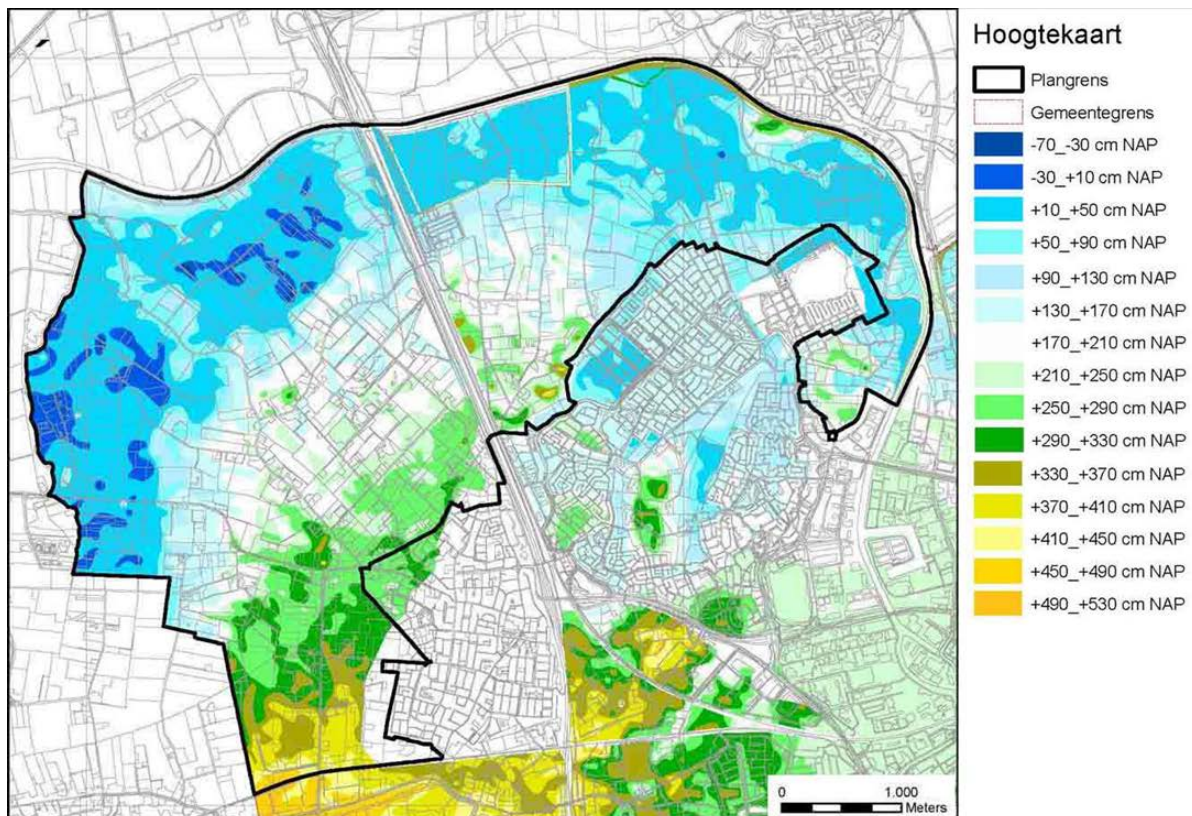 Hoogtekaart
Plangrens
Gemeentegrens
-70_-30 cm NAP
-30_+10 cm NAP
+10_+50 cm NAP
+50_+90 cm NAP
+90_+130 cm NAP
+130_+170 cm NAP
+170_+210 cm NAP
+210_+250 cm NAP
+250_+290 cm NAP
+290_+330 cm NAP
+330_+370 cm NAP
+370_+410 cm NAP
+410_+450 cm NAP
+450_+490 cm NAP
+490_+530 cm NAP
0 1.000
Meters